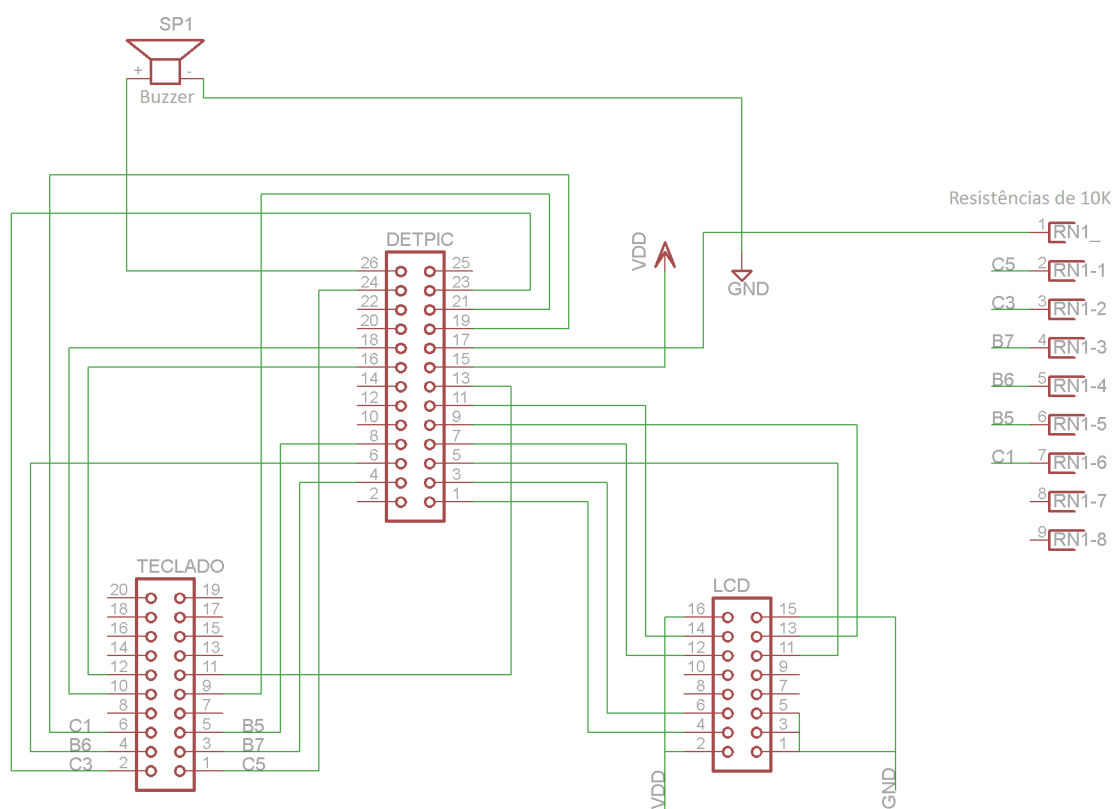 SP1
+ -
Buzzer
Resistências de 10K
1 RN1_
C5 2 RN1-1
C3 3 RN1-2
B7 4 RN1-3
B6 5 RN1-4
B5 6 RN1-5
C1 7 RN1-6
8 RN1-7
9 RN1-8
VDD
GND
DETPIC
26 25
24 23
22 21
20 19
18 17
16 15
14 13
12 11
10 9
8 7
6 5
4 3
2 1
TECLADO
20 19
18 17
16 15
14 13
12 11
10 9
8 7
C1 6 5 B5
B6 4 3 B7
C3 2 1 C5
LCD
16 15
14 13
12 11
10 9
8 7
6 5
4 3
2 1
VDD
GND